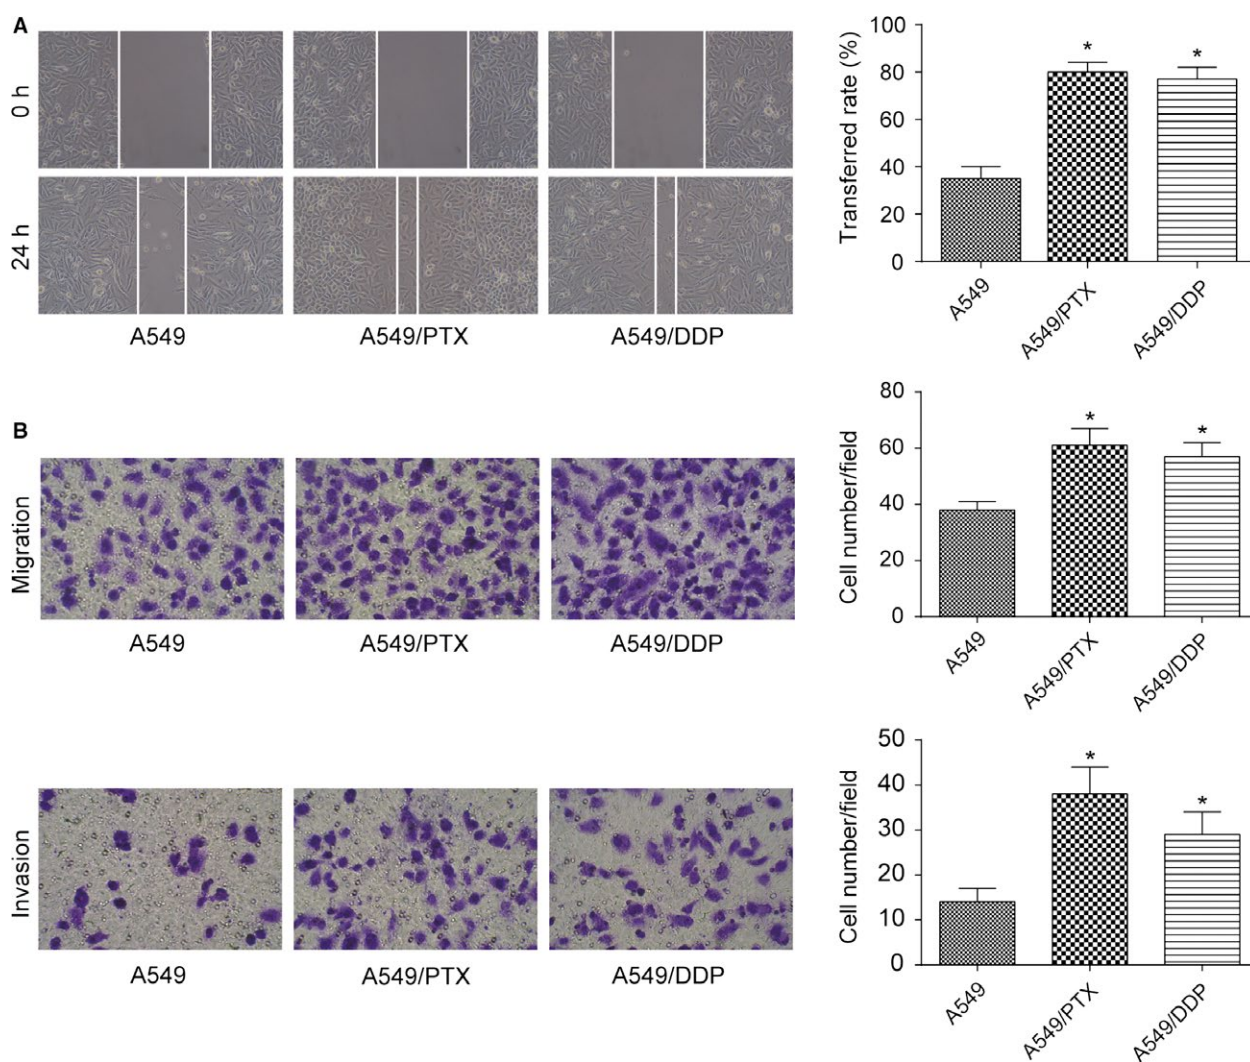 A
0 h
24 h
A549
A549/PTX
A549/DDP
Transferred rate (%)
100
80
60
40
20
0
*
*
A549
A549/PTX
A549/DDP
B
Migration
A549
A549/PTX
A549/DDP
Cell number/field
80
60
40
20
0
*
*
A549
A549/PTX
A549/DDP
Invasion
A549
A549/PTX
A549/DDP
Cell number/field
50
40
30
20
10
0
*
*
A549
A549/PTX
A549/DDP